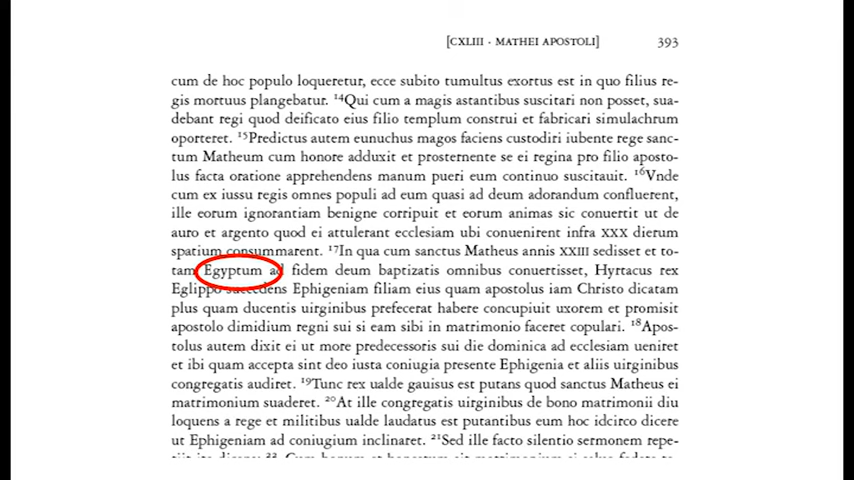 [CXLIII · MATHEI APOSTOLI] 393
cum de hoc populo loqueretur, ecce subito tumultus exortus est in quo filius re-
gis mortuus plangebatur. ¹⁴Qui cum a magis astantibus suscitari non posset, sua-
debant regi quod deificato eius filio templum construi et fabricari simulachrum
oporteret. ¹⁵Predictus autem eunuchus magos faciens custodiri iubente rege sanc-
tum Matheum cum honore adduxit et prosternente se ei regina pro filio aposto-
lus facta oratione apprehendens manum pueri eum continuo suscitauit. ¹⁶Vnde
cum ex iussu regis omnes populi ad eum quasi ad deum adorandum confluerent,
ille eorum ignorantiam benigne corripuit et eorum animas sic conuertit ut de
auro et argento quod ei attulerant ecclesiam ubi conuenirent infra XXX dierum
spatium consummarent. ¹⁷In qua cum sanctus Matheus annis XXIII sedisset et to-
tam Egyptum ad fidem deum baptizatis omnibus conuertisset, Hyrtacus rex
Eglippo succedens Ephigeniam filiam eius quam apostolus iam Christo dicatam
plus quam ducentis uirginibus prefecerat habere concupiuit uxorem et promisit
apostolo dimidium regni sui si eam sibi in matrimonio faceret copulari. ¹⁸Apos-
tolus autem dixit ei ut more predecessoris sui die dominica ad ecclesiam ueniret
et ibi quam accepta sint deo iusta coniugia presente Ephigenia et aliis uirginibus
congregatis audiret. ¹⁹Tunc rex ualde gauisus est putans quod sanctus Matheus ei
matrimonium suaderet. ²⁰At ille congregatis uirginibus de bono matrimonii diu
loquens a rege et militibus ualde laudatus est putantibus eum hoc idcirco dicere
ut Ephigeniam ad coniugium inclinaret. ²¹Sed ille facto silentio sermonem repe-